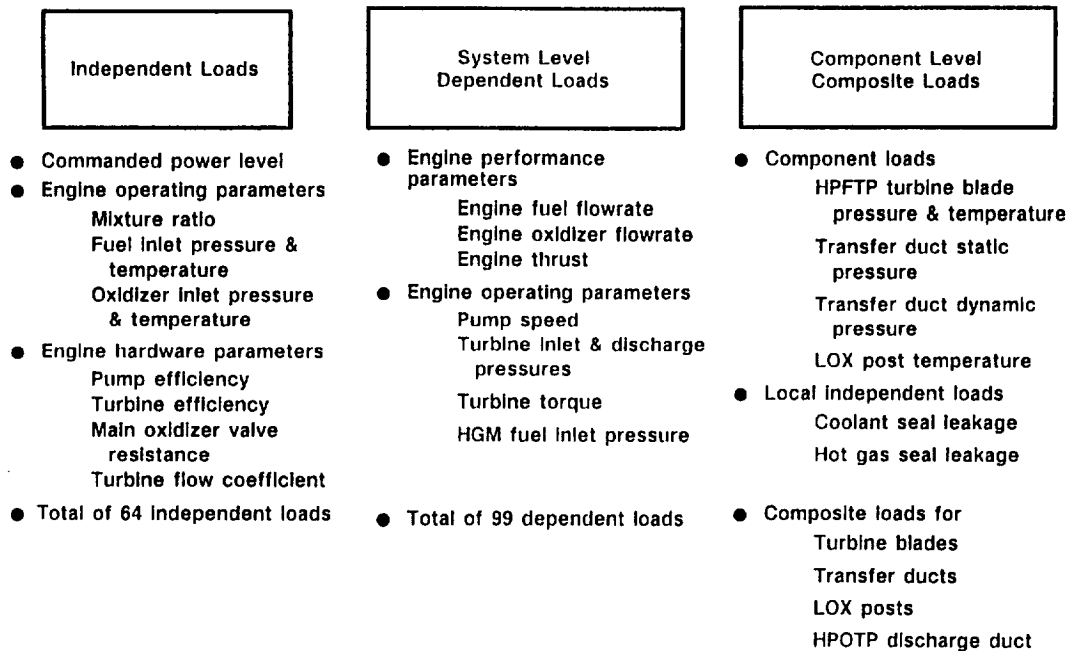 Independent Loads
● Commanded power level
● Engine operating parameters
Mixture ratio
Fuel inlet pressure &
temperature
Oxidizer inlet pressure
& temperature
● Engine hardware parameters
Pump efficiency
Turbine efficiency
Main oxidizer valve
resistance
Turbine flow coefficient
● Total of 64 independent loads
System Level
Dependent Loads
● Engine performance
parameters
Engine fuel flowrate
Engine oxidizer flowrate
Engine thrust
● Engine operating parameters
Pump speed
Turbine inlet & discharge
pressures
Turbine torque
HGM fuel inlet pressure
● Total of 99 dependent loads
Component Level
Composite Loads
● Component loads
HPFTP turbine blade
pressure & temperature
Transfer duct static
pressure
Transfer duct dynamic
pressure
LOX post temperature
● Local independent loads
Coolant seal leakage
Hot gas seal leakage
● Composite loads for
Turbine blades
Transfer ducts
LOX posts
HPOTP discharge duct